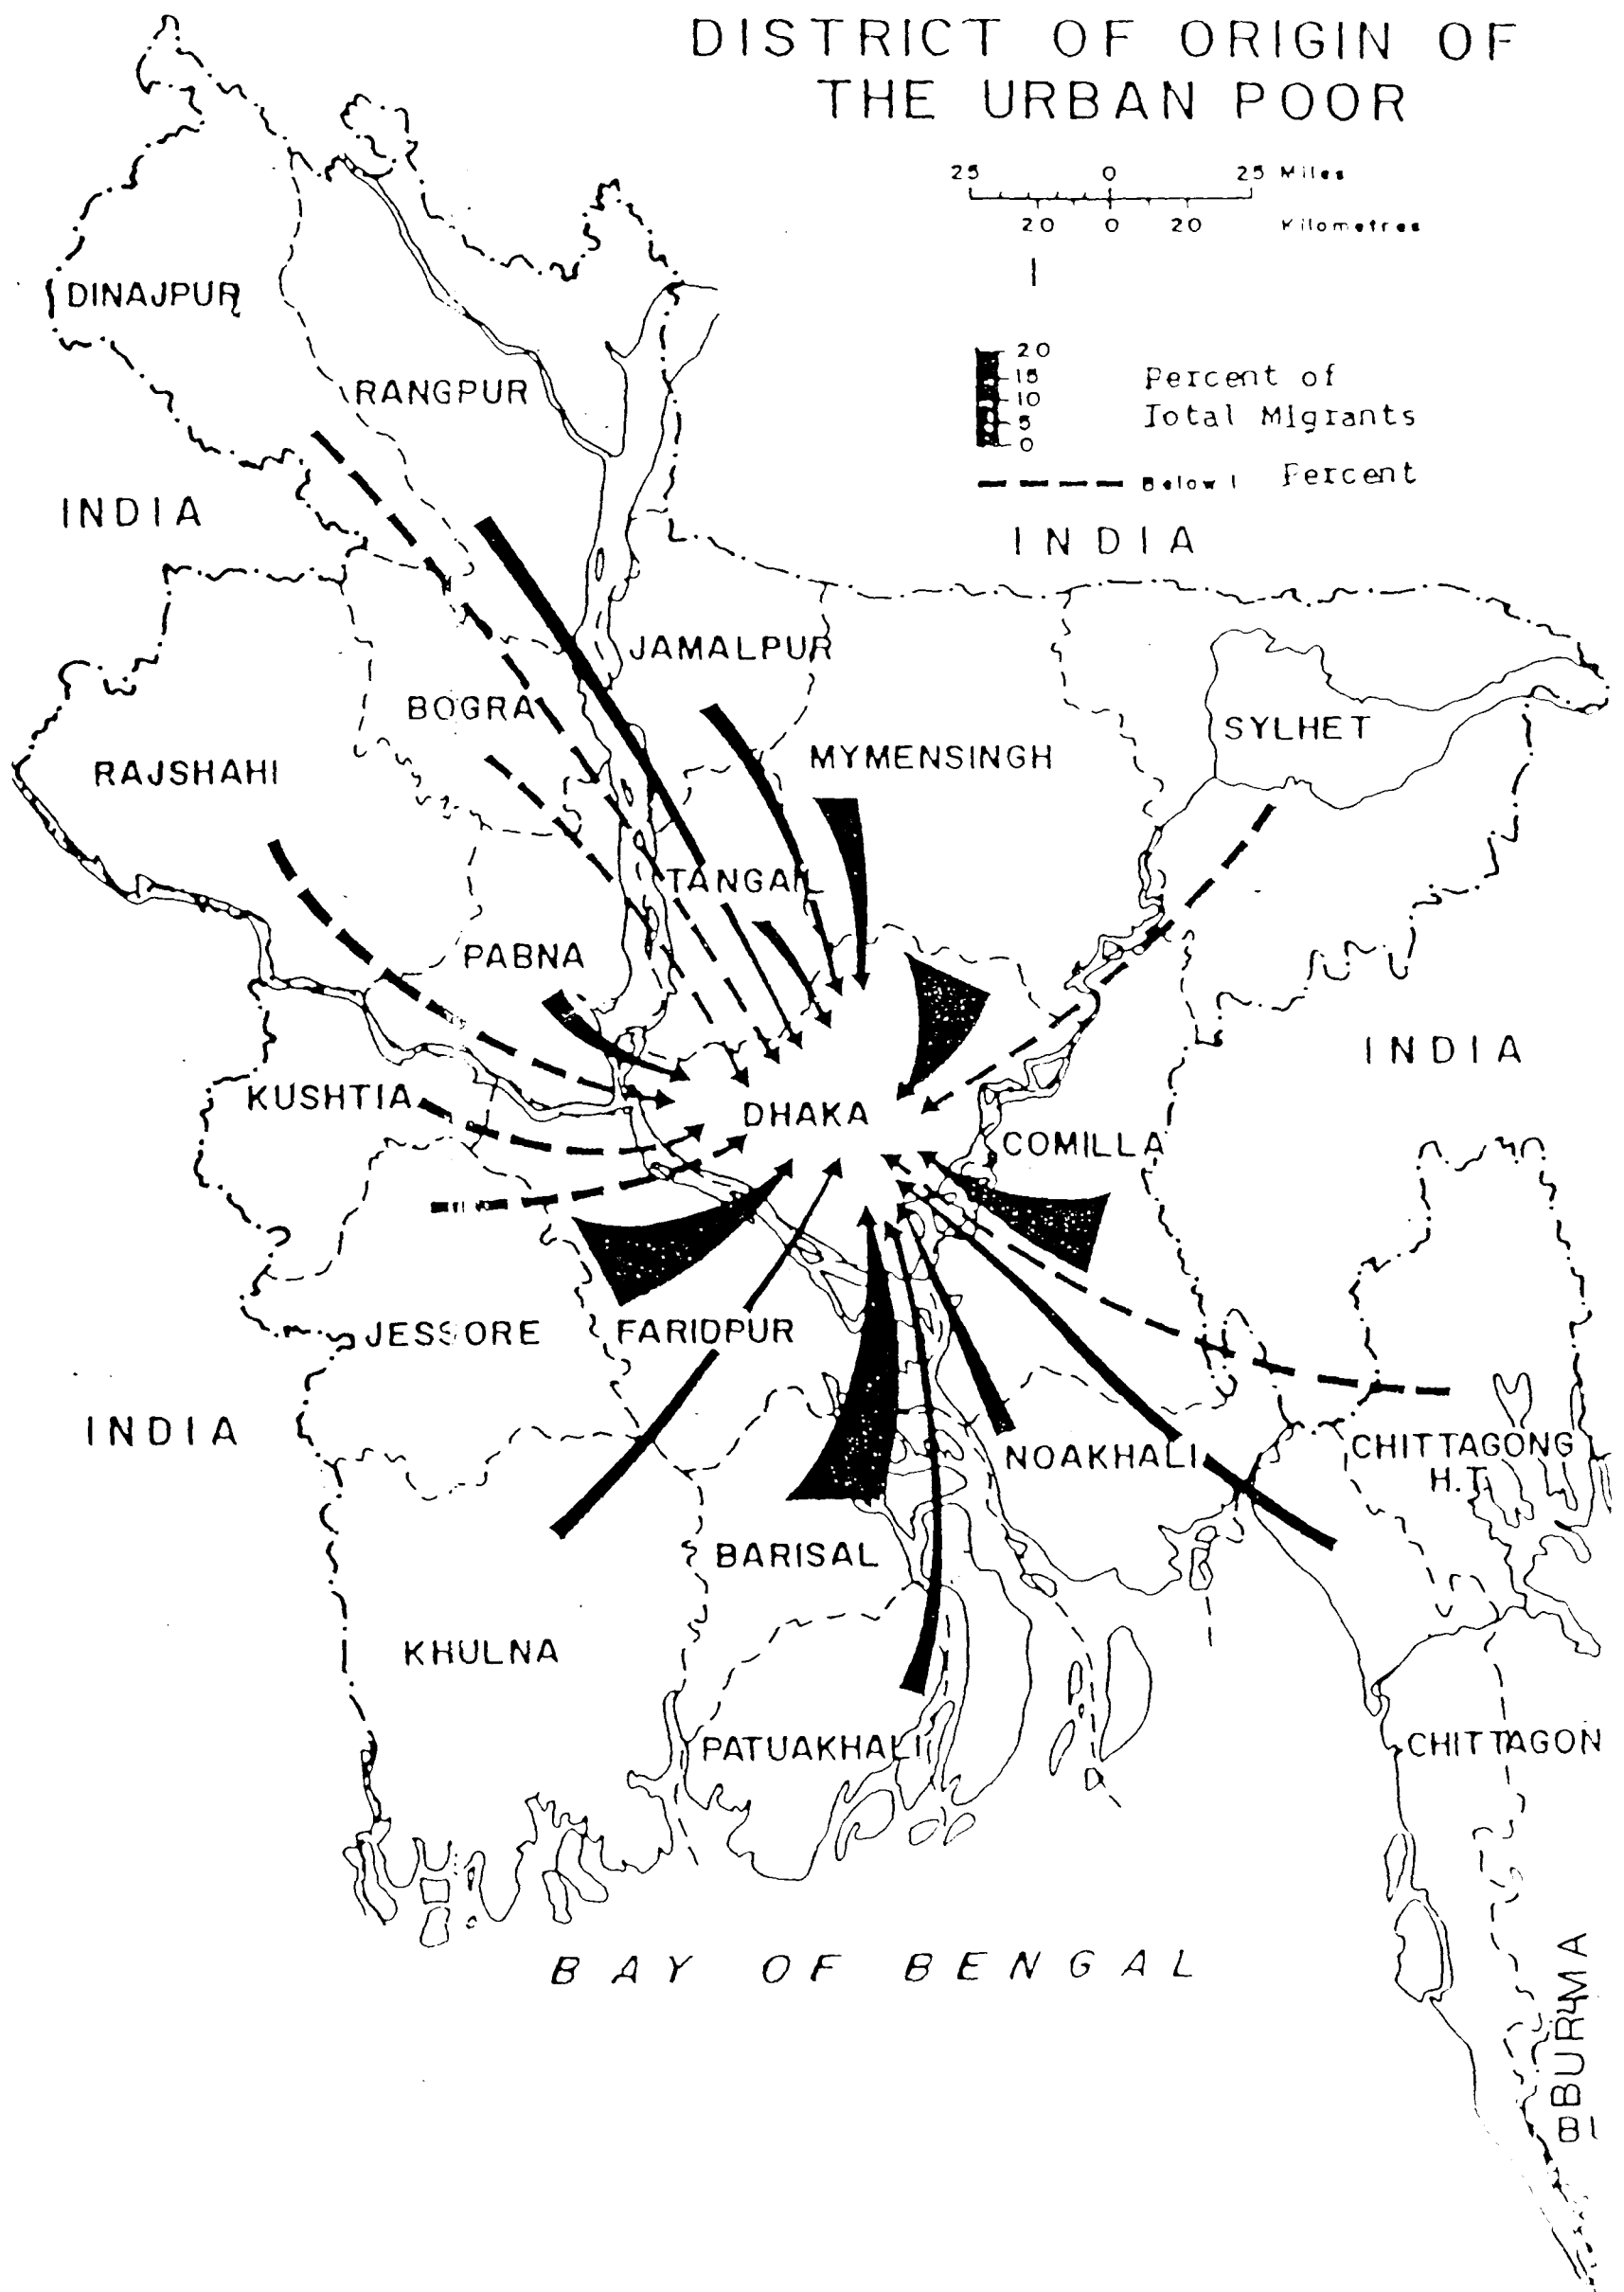 DISTRICT OF ORIGIN OF
THE URBAN POOR
25 0 25 Miles
20 0 20 Kilometres
20
15
10
5
0
Percent of
Total Migrants
Below 1 Percent
DINAJPUR
RANGPUR
INDIA
INDIA
JAMALPUR
BOGRA
SYLHET
RAJSHAHI
MYMENSINGH
TANGAIL
PABNA
INDIA
KUSHTIA
DHAKA
COMILLA
JESSORE
FARIDPUR
INDIA
NOAKHALI
CHITTAGONG
H.T.
BARISAL
KHULNA
PATUAKHALI
CHITTAGON
BAY OF BENGAL
BURMA